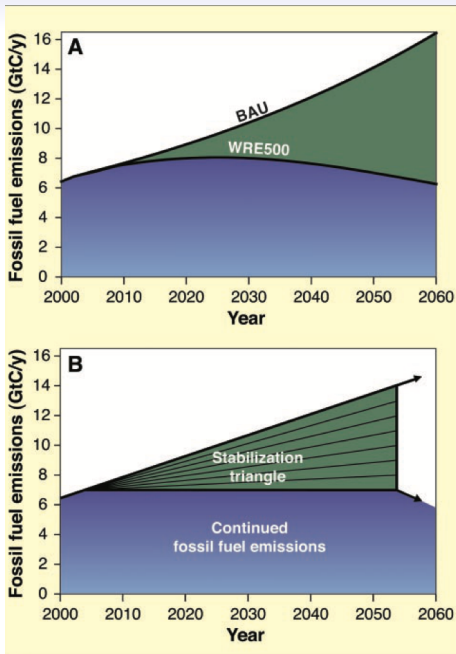 A
Fossil fuel emissions (GtC/y)
16
14
12
10
8
6
4
2
0
BAU
WRE500
2000 2010 2020 2030 2040 2050 2060
Year
B
Fossil fuel emissions (GtC/y)
16
14
12
10
8
6
4
2
0
Stabilization
triangle
Continued
fossil fuel emissions
2000 2010 2020 2030 2040 2050 2060
Year